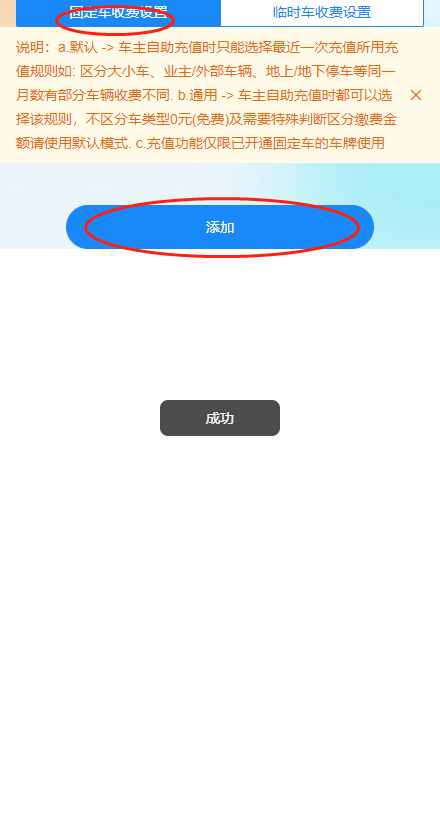 固定车收费设置
临时车收费设置
说明：a.默认 -> 车主自助充值时只能选择最近一次充值所用充
值规则如: 区分大小车、业主/外部车辆、地上/地下停车等同一
月数有部分车辆收费不同. b.通用 -> 车主自助充值时都可以选
择该规则，不区分车类型0元(免费)及需要特殊判断区分缴费金
额请使用默认模式. c.充值功能仅限已开通固定车的车牌使用
添加
成功